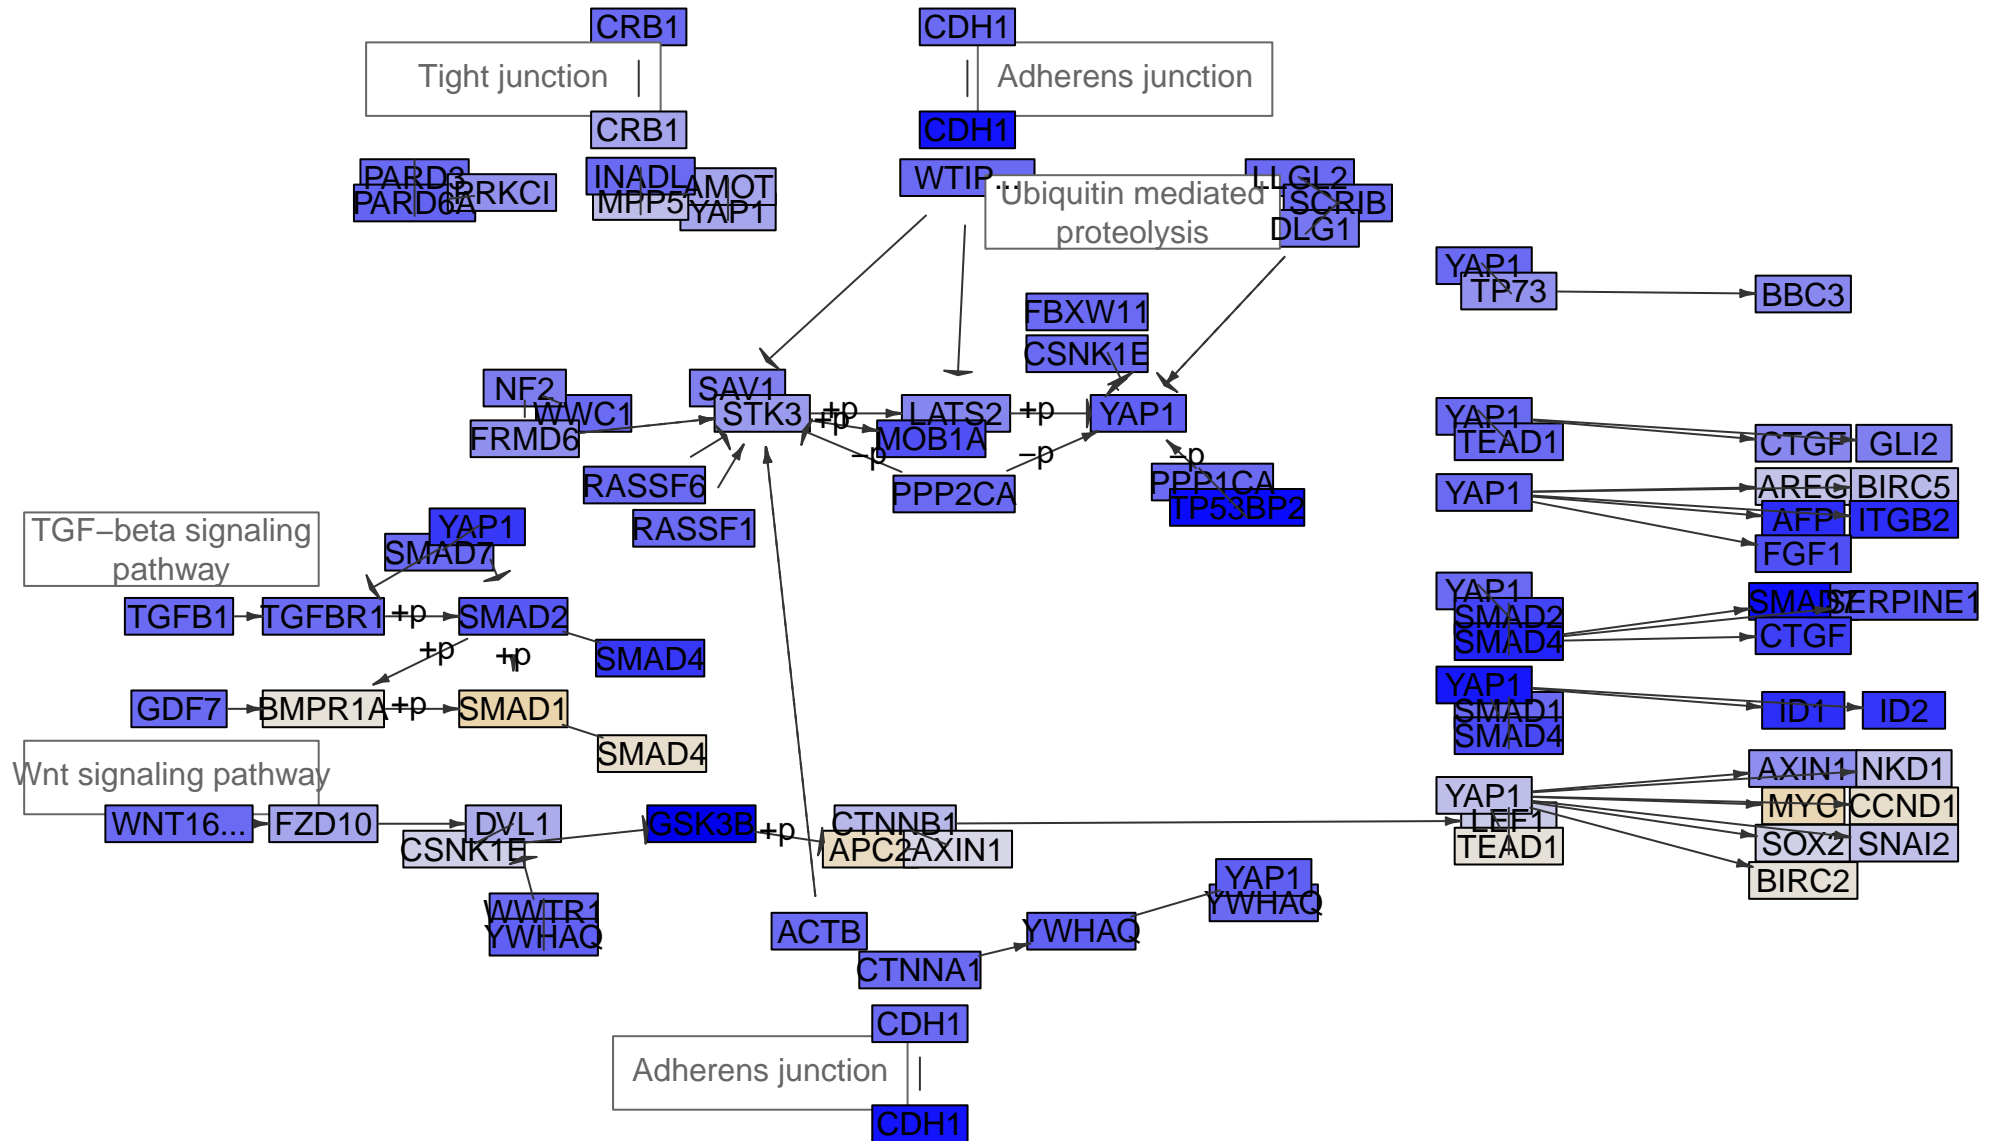 CRB1
CDH1
Tight junction
Adherens junction
CRB1
CDH1
PARD3
PARD6A
PRKCI
INADL
MPP5
AMOT
YAP1
WTIP...
Ubiquitin mediated
proteolysis
LLGL2
SCRIB
DLG1
YAP1
TP73
BBC3
FBXW11
CSNK1E
NF2
WWC1
FRMD6
SAV1
STK3
+p
+p
LATS2
MOB1A
+p
YAP1
−p
−p
−p
RASSF6
RASSF1
PPP2CA
PPP1CA
TP53BP2
YAP1
TEAD1
CTGF
GLI2
YAP1
AREG
BIRC5
AFP
ITGB2
FGF1
TGF−beta signaling
pathway
YAP1
SMAD7
TGFB1
TGFBR1
+p
SMAD2
SMAD4
+p
+p
GDF7
BMPR1A
+p
SMAD1
SMAD4
YAP1
SMAD2
SMAD4
SMAD7
SERPINE1
CTGF
YAP1
SMAD1
SMAD4
ID1
ID2
Wnt signaling pathway
WNT16...
FZD10
DVL1
CSNK1E
GSK3B
+p
CTNNB1
APC2
AXIN1
YAP1
LEF1
TEAD1
AXIN1
NKD1
MYC
CCND1
SOX2
SNAI2
BIRC2
WWTR1
YWHAQ
ACTB
CTNNA1
YWHAQ
YAP1
YWHAQ
CDH1
Adherens junction
CDH1